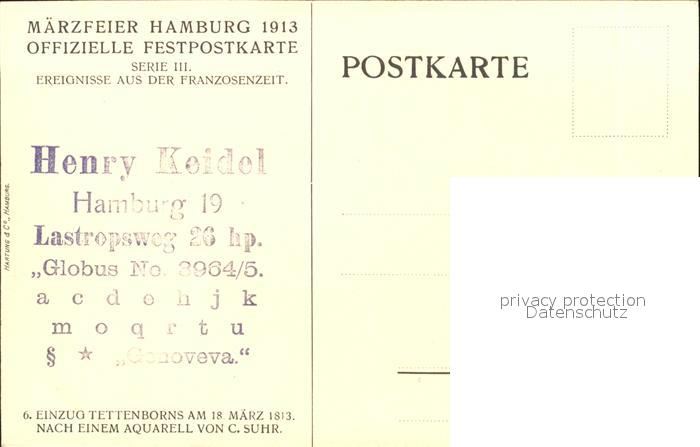 MÄRZFEIER HAMBURG 1913
OFFIZIELLE FESTPOSTKARTE
SERIE III.
EREIGNISSE AUS DER FRANZOSENZEIT.
Henry Keidel
Hamburg 19
Lastropsweg 26 hp.
„Globus No. 3964/5.
a c d e h j k
m o q r t u
§ ★ „Genoveva.“
HARTUNG & Co., HAMBURG.
6. EINZUG TETTENBORNS AM 18. MÄRZ 1813.
NACH EINEM AQUARELL VON C. SUHR.
POSTKARTE
privacy protection
Datenschutz